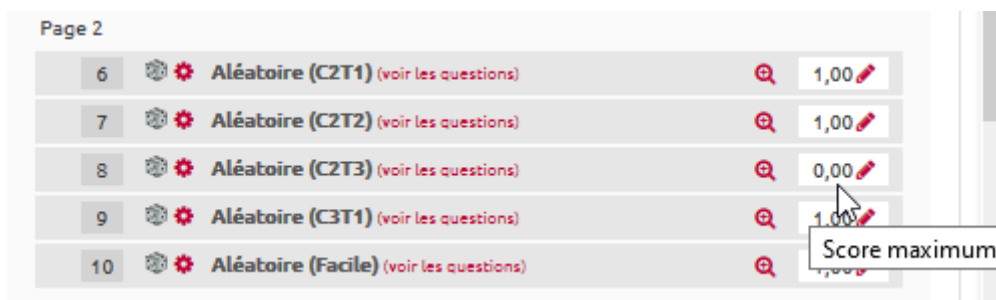 Page 2
6 Aléatoire (C2T1) (voir les questions) 1,00
7 Aléatoire (C2T2) (voir les questions) 1,00
8 Aléatoire (C2T3) (voir les questions) 0,00
9 Aléatoire (C3T1) (voir les questions) 1,00
10 Aléatoire (Facile) (voir les questions)
Score maximum